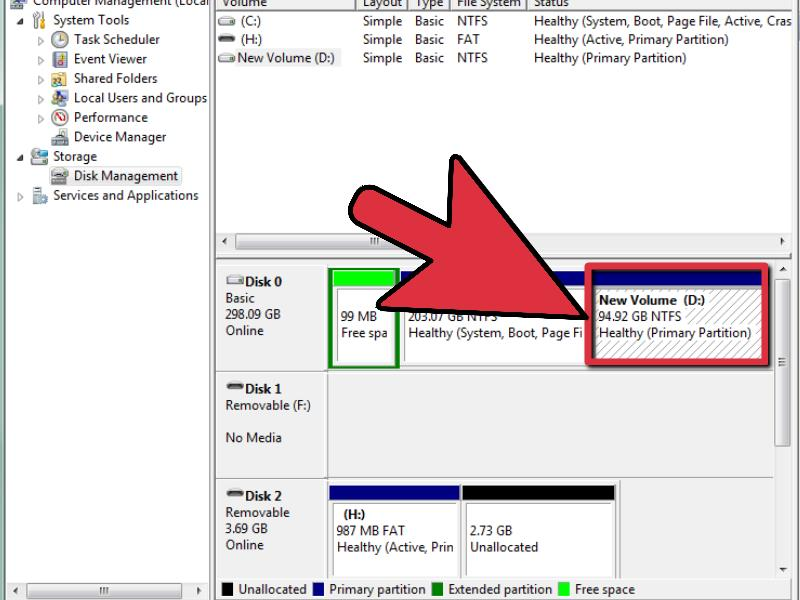 Computer Management (Local
System Tools
Task Scheduler
Event Viewer
Shared Folders
Local Users and Groups
Performance
Device Manager
Storage
Disk Management
Services and Applications
Volume Layout Type File System Status
(C:) Simple Basic NTFS Healthy (System, Boot, Page File, Active, Cras
(H:) Simple Basic FAT Healthy (Active, Primary Partition)
New Volume (D:) Simple Basic NTFS Healthy (Primary Partition)
Disk 0
Basic
298.09 GB
Online
99 MB
Free spa
203.07 GB NTFS
Healthy (System, Boot, Page Fi
New Volume (D:)
94.92 GB NTFS
Healthy (Primary Partition)
Disk 1
Removable (F:)
No Media
Disk 2
Removable
3.69 GB
Online
(H:)
987 MB FAT
Healthy (Active, Prin
2.73 GB
Unallocated
Unallocated Primary partition Extended partition Free space